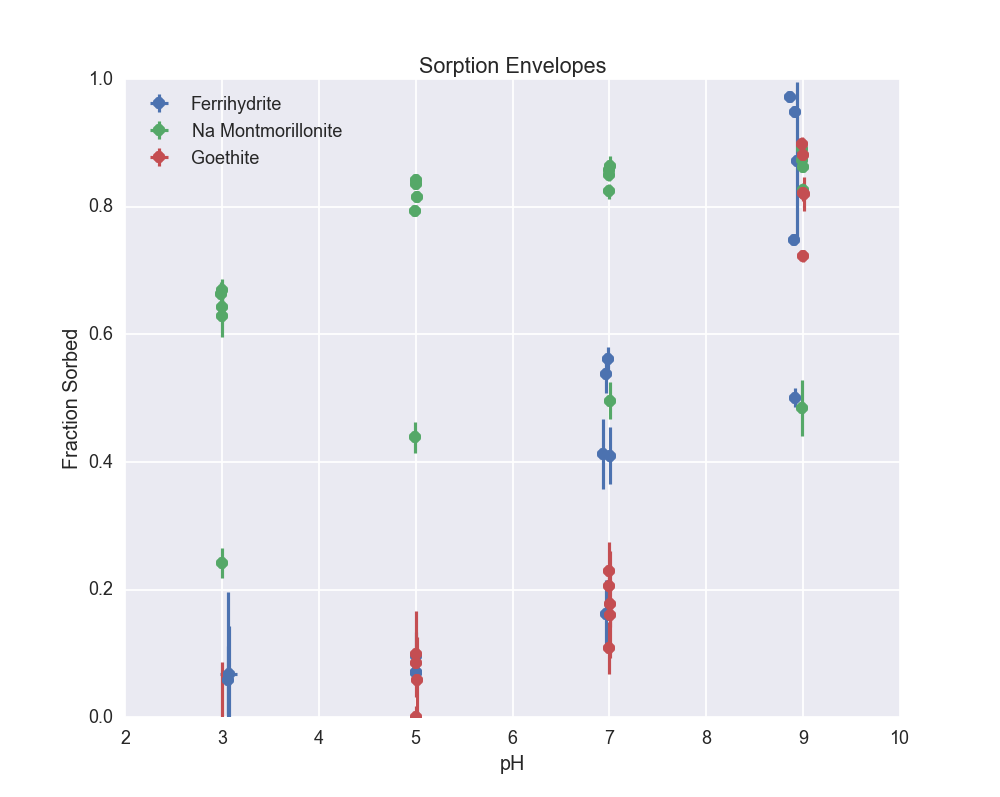 Sorption Envelopes
1.0
0.8
0.6
0.4
0.2
0.0
Fraction Sorbed
Ferrihydrite
Na Montmorillonite
Goethite
2 3 4 5 6 7 8 9 10
pH